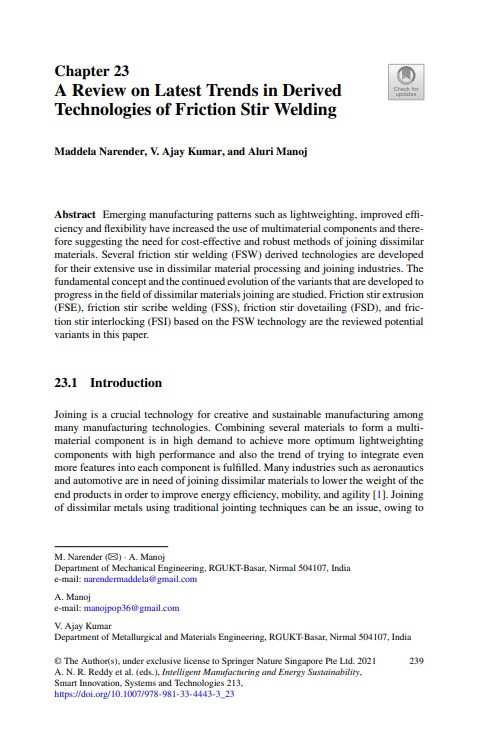 Chapter 23
A Review on Latest Trends in Derived
Technologies of Friction Stir Welding
Check for
updates
Maddela Narender, V. Ajay Kumar, and Aluri Manoj
Abstract Emerging manufacturing patterns such as lightweighting, improved effi-
ciency and flexibility have increased the use of multimaterial components and there-
fore suggesting the need for cost-effective and robust methods of joining dissimilar
materials. Several friction stir welding (FSW) derived technologies are developed
for their extensive use in dissimilar material processing and joining industries. The
fundamental concept and the continued evolution of the variants that are developed to
progress in the field of dissimilar materials joining are studied. Friction stir extrusion
(FSE), friction stir scribe welding (FSS), friction stir dovetailing (FSD), and fric-
tion stir interlocking (FSI) based on the FSW technology are the reviewed potential
variants in this paper.
23.1 Introduction
Joining is a crucial technology for creative and sustainable manufacturing among
many manufacturing technologies. Combining several materials to form a multi-
material component is in high demand to achieve more optimum lightweighting
components with high performance and also the trend of trying to integrate even
more features into each component is fulfilled. Many industries such as aeronautics
and automotive are in need of joining dissimilar materials to lower the weight of the
end products in order to improve energy efficiency, mobility, and agility [1]. Joining
of dissimilar metals using traditional jointing techniques can be an issue, owing to
M. Narender (✉) · A. Manoj
Department of Mechanical Engineering, RGUKT-Basar, Nirmal 504107, India
e-mail: narendermaddela@gmail.com
A. Manoj
e-mail: manojpop36@gmail.com
V. Ajay Kumar
Department of Metallurgical and Materials Engineering, RGUKT-Basar, Nirmal 504107, India
© The Author(s), under exclusive license to Springer Nature Singapore Pte Ltd. 2021 239
A. N. R. Reddy et al. (eds.), Intelligent Manufacturing and Energy Sustainability,
Smart Innovation, Systems and Technologies 213,
https://doi.org/10.1007/978-981-33-4443-3_23